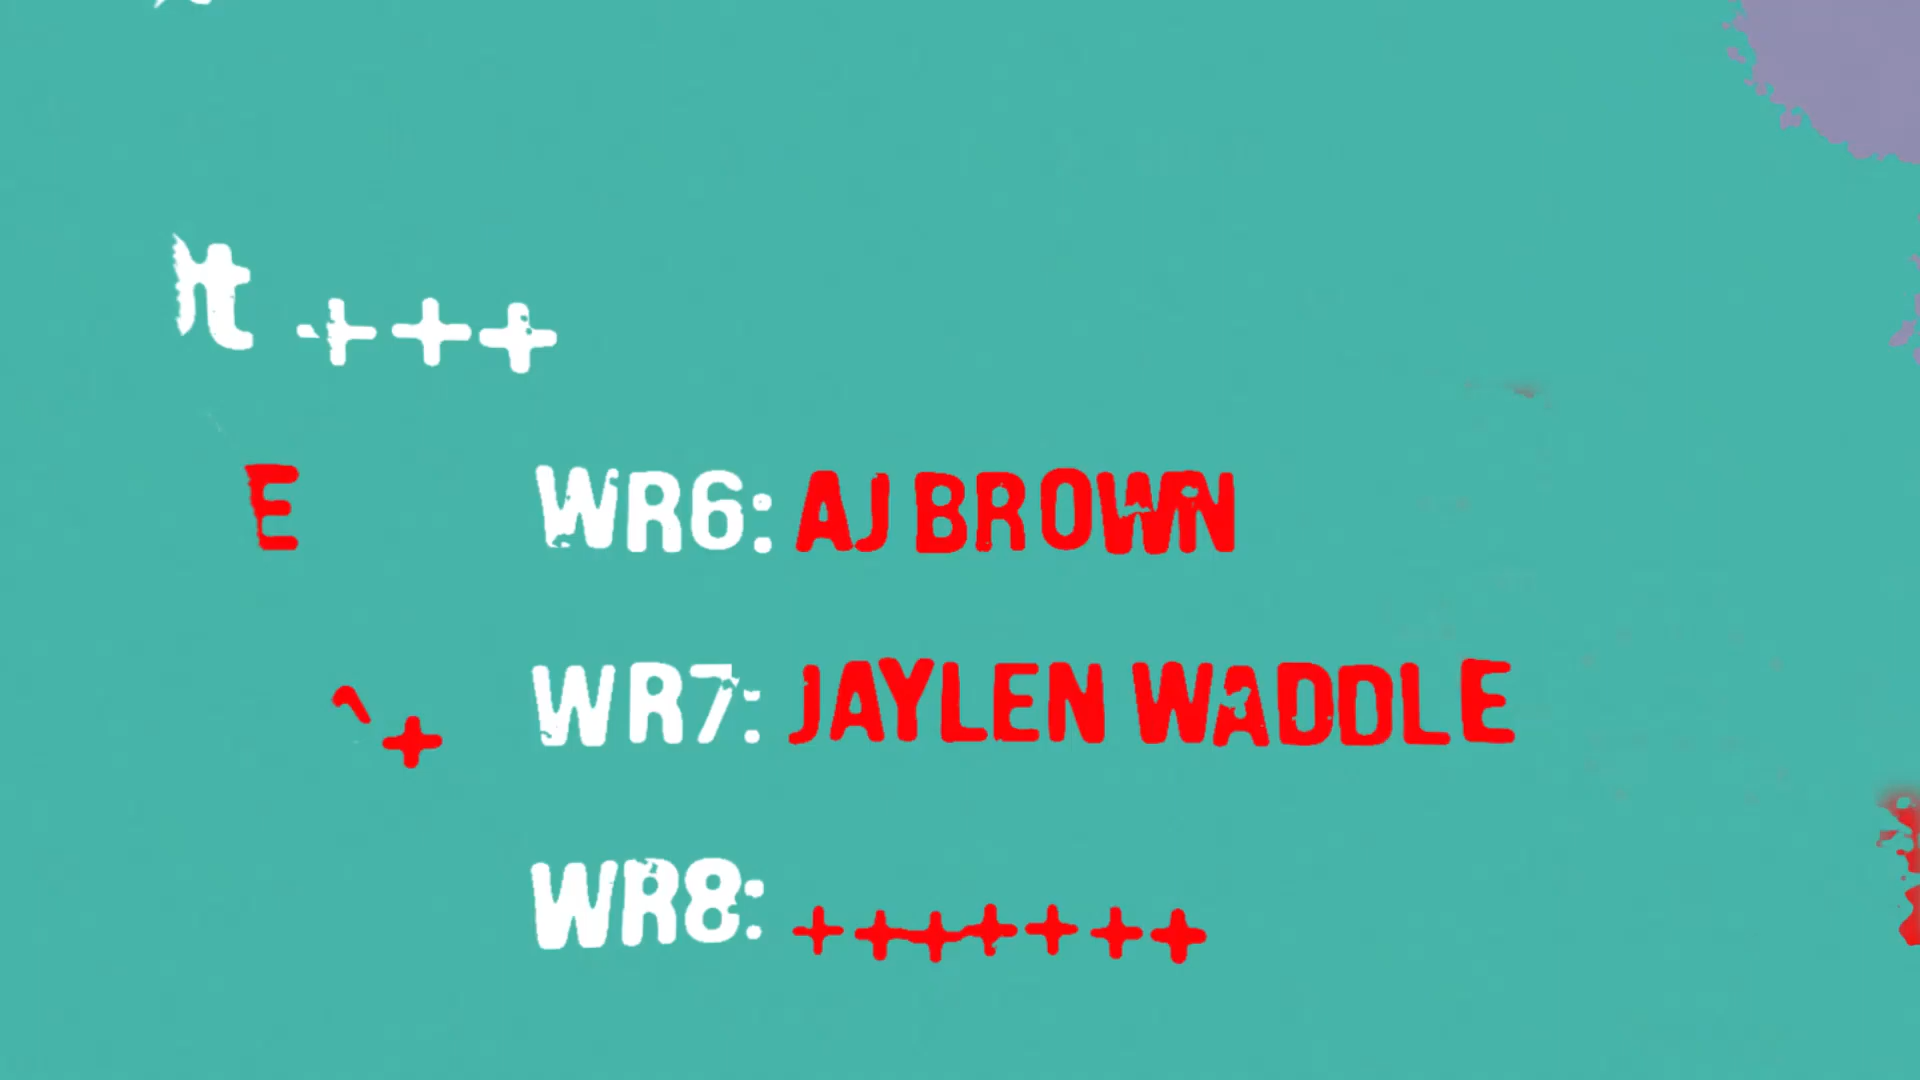 +++
E WR6: AJ BROWN
+ WR7: JAYLEN WADDLE
WR8: +++++++